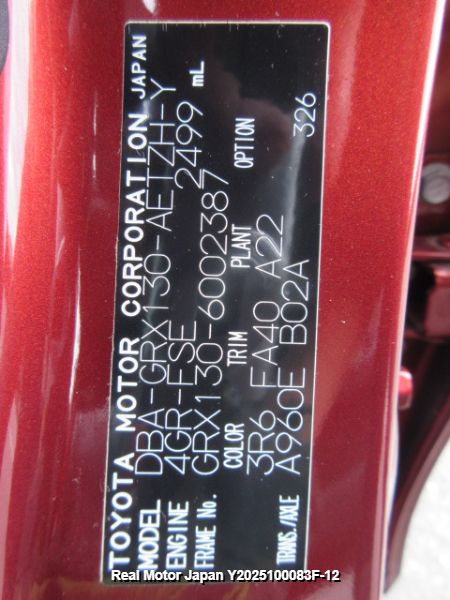 TOYOTA MOTOR CORPORATION JAPAN
MODEL DBA-GRX130-AETZH-Y
ENGINE 4GR-FSE 2499 mL
FRAME No. GRX130-6002387
COLOR TRIM PLANT OPTION
3R6 FA40 A22
TRANS./AXLE A960E B02A 326
Real Motor Japan Y2025100083F-12